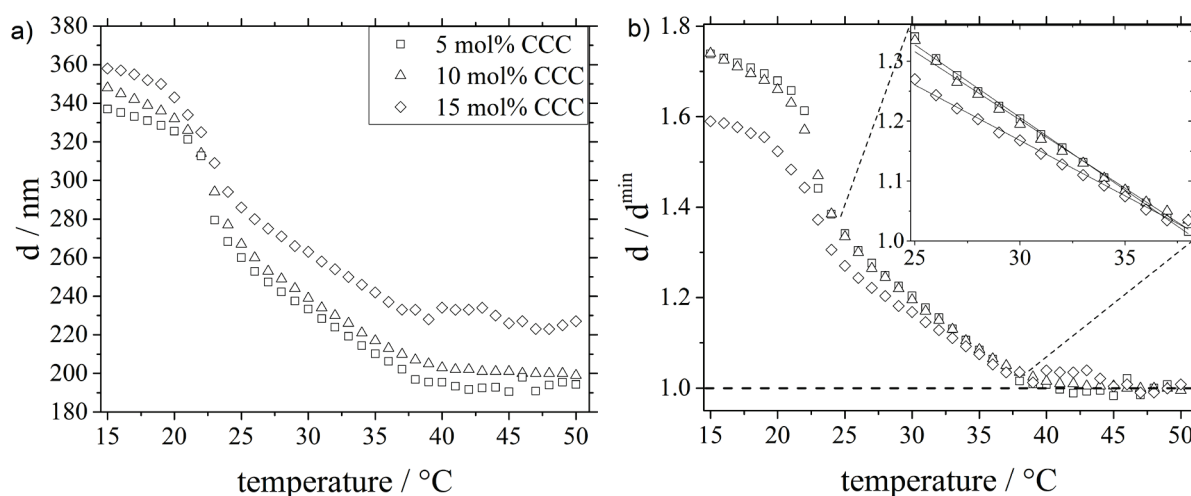 a)
380
360
340
320
300
280
260
240
220
200
180
d / nm
5 mol% CCC
10 mol% CCC
15 mol% CCC
15 20 25 30 35 40 45 50
temperature / °C
b)
1.8
1.6
1.4
1.2
1.0
d / d^min
1.3
1.2
1.1
1.0
25 30 35
15 20 25 30 35 40 45 50
temperature / °C